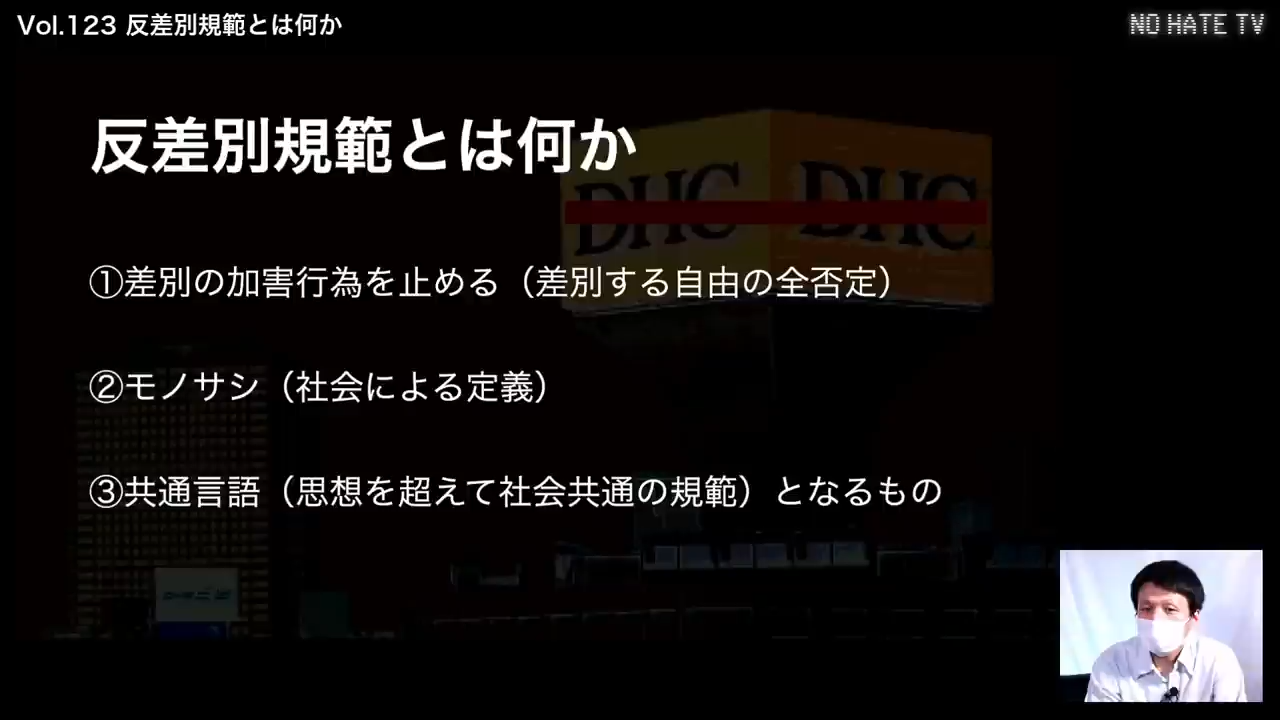 Vol.123 反差別規範とは何か
NO HATE TV
反差別規範とは何か
DHC DHC
①差別の加害行為を止める（差別する自由の全否定）
②モノサシ（社会による定義）
③共通言語（思想を超えて社会共通の規範）となるもの